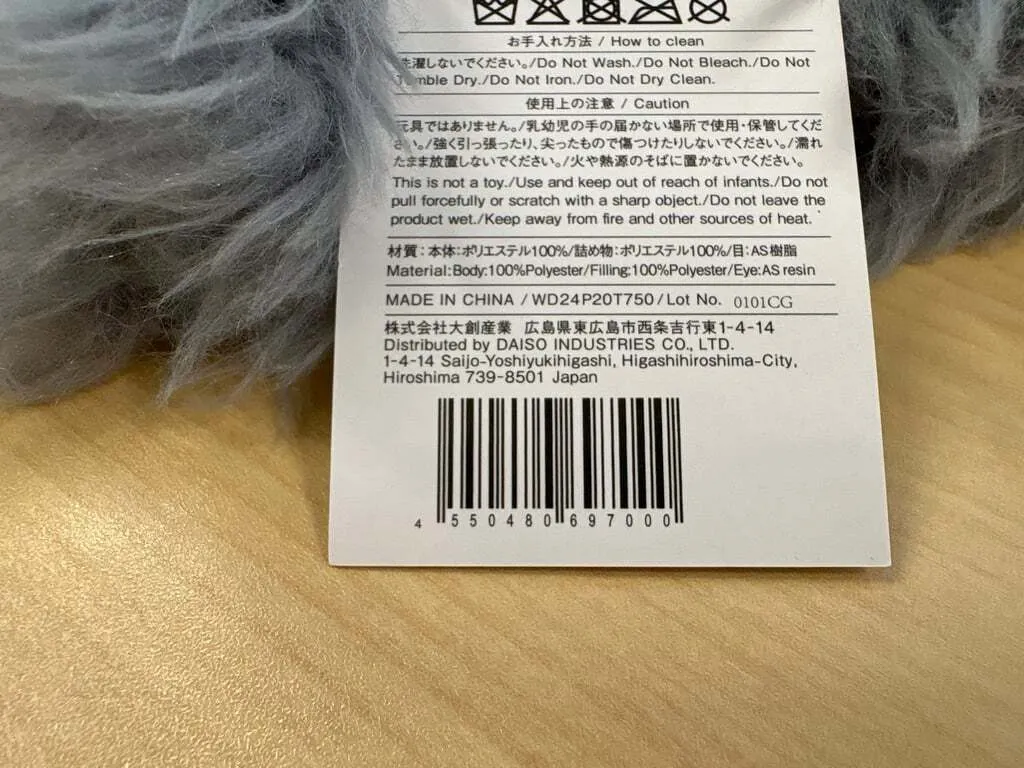 お手入れ方法 / How to clean
洗濯しないでください。/Do Not Wash./Do Not Bleach./Do Not
Tumble Dry./Do Not Iron./Do Not Dry Clean.
使用上の注意 / Caution
玩具ではありません。/乳幼児の手の届かない場所で使用・保管してくだ
さい。/強く引っ張ったり、尖ったもので傷つけたりしないでください。/濡れ
たまま放置しないでください。/火や熱源のそばに置かないでください。
This is not a toy./Use and keep out of reach of infants./Do not
pull forcefully or scratch with a sharp object./Do not leave the
product wet./Keep away from fire and other sources of heat.
材質：本体：ポリエステル100%/詰め物：ポリエステル100%/目：AS樹脂
Material:Body:100%Polyester/Filling:100%Polyester/Eye:AS resin
MADE IN CHINA / WD24P20T750 / Lot No. 0101CG
株式会社大創産業 広島県東広島市西条吉行東1-4-14
Distributed by DAISO INDUSTRIES CO., LTD.
1-4-14 Saijo-Yoshiyukihigashi, Higashihiroshima-City,
Hiroshima 739-8501 Japan
4 550480 697000